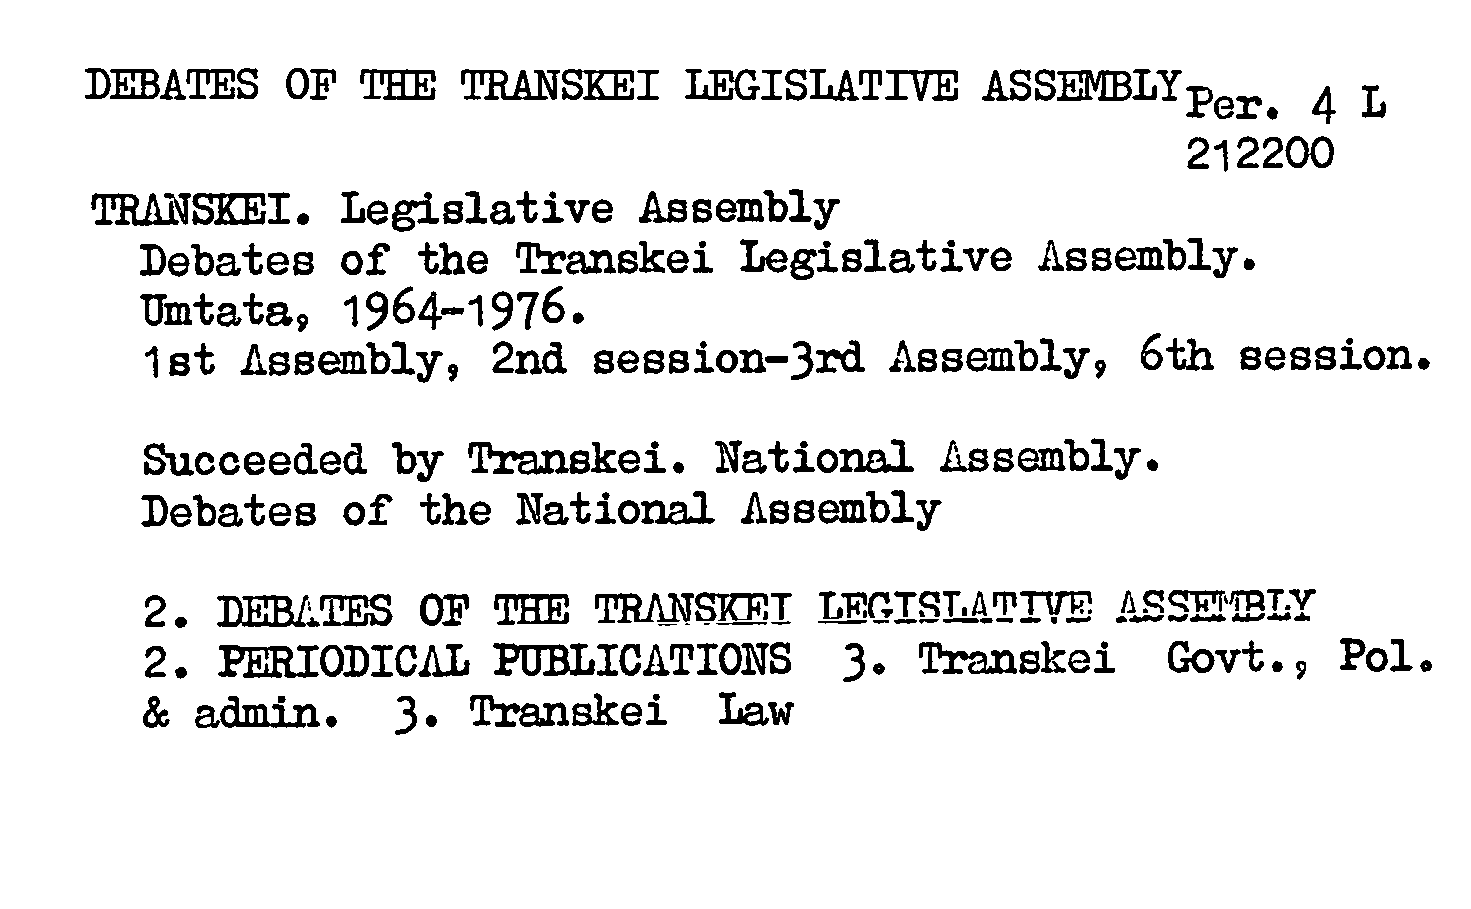 DEBATES OF THE TRANSKEI LEGISLATIVE ASSEMBLY
Per. 4 L
212200
TRANSKEI. Legislative Assembly
Debates of the Transkei Legislative Assembly.
Umtata, 1964-1976.
1st Assembly, 2nd session-3rd Assembly, 6th session.
Succeeded by Transkei. National Assembly.
Debates of the National Assembly
2. DEBATES OF THE TRANSKEI LEGISLATIVE ASSEMBLY
2. PERIODICAL PUBLICATIONS 3. Transkei Govt., Pol.
& admin. 3. Transkei Law